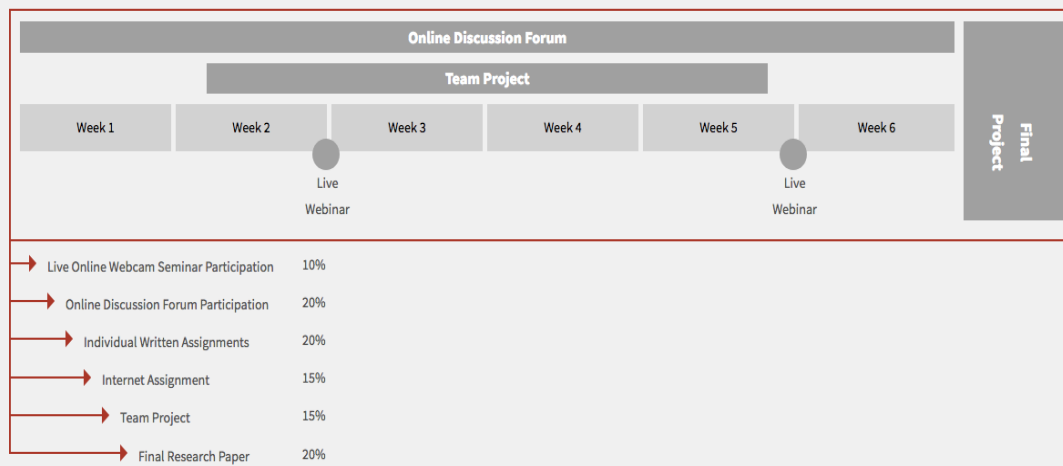 Online Discussion Forum
Team Project
Week 1
Week 2
Week 3
Week 4
Week 5
Week 6
Final
Project
Live
Webinar
Live
Webinar
Live Online Webcam Seminar Participation 10%
Online Discussion Forum Participation 20%
Individual Written Assignments 20%
Internet Assignment 15%
Team Project 15%
Final Research Paper 20%